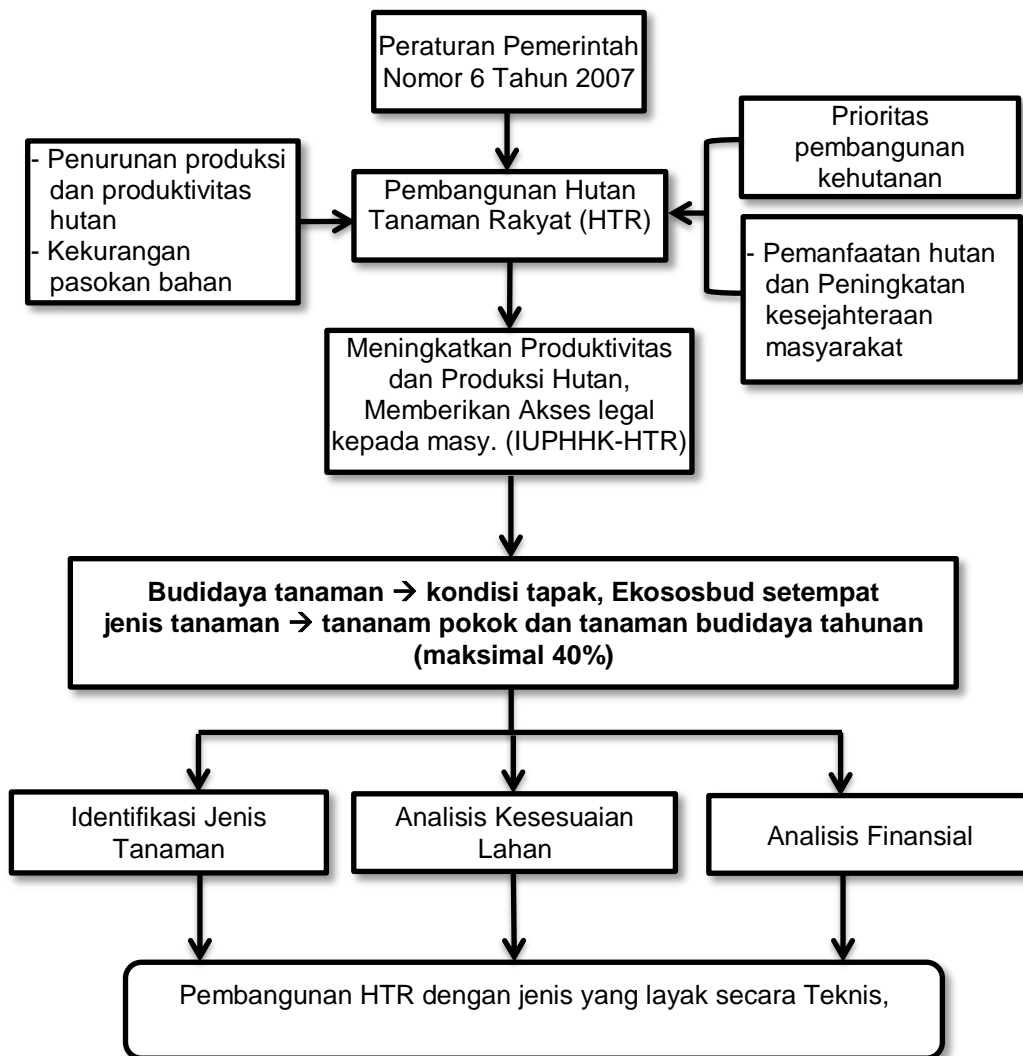 Peraturan Pemerintah
Nomor 6 Tahun 2007
Prioritas
pembangunan
kehutanan
- Penurunan produksi
dan produktivitas
hutan
- Kekurangan
pasokan bahan
Pembangunan Hutan
Tanaman Rakyat (HTR)
- Pemanfaatan hutan
dan Peningkatan
kesejahteraan
masyarakat
Meningkatkan Produktivitas
dan Produksi Hutan,
Memberikan Akses legal
kepada masy. (IUPHHK-HTR)
Budidaya tanaman → kondisi tapak, Ekososbud setempat
jenis tanaman → tananam pokok dan tanaman budidaya tahunan
(maksimal 40%)
Identifikasi Jenis
Tanaman
Analisis Kesesuaian
Lahan
Analisis Finansial
Pembangunan HTR dengan jenis yang layak secara Teknis,